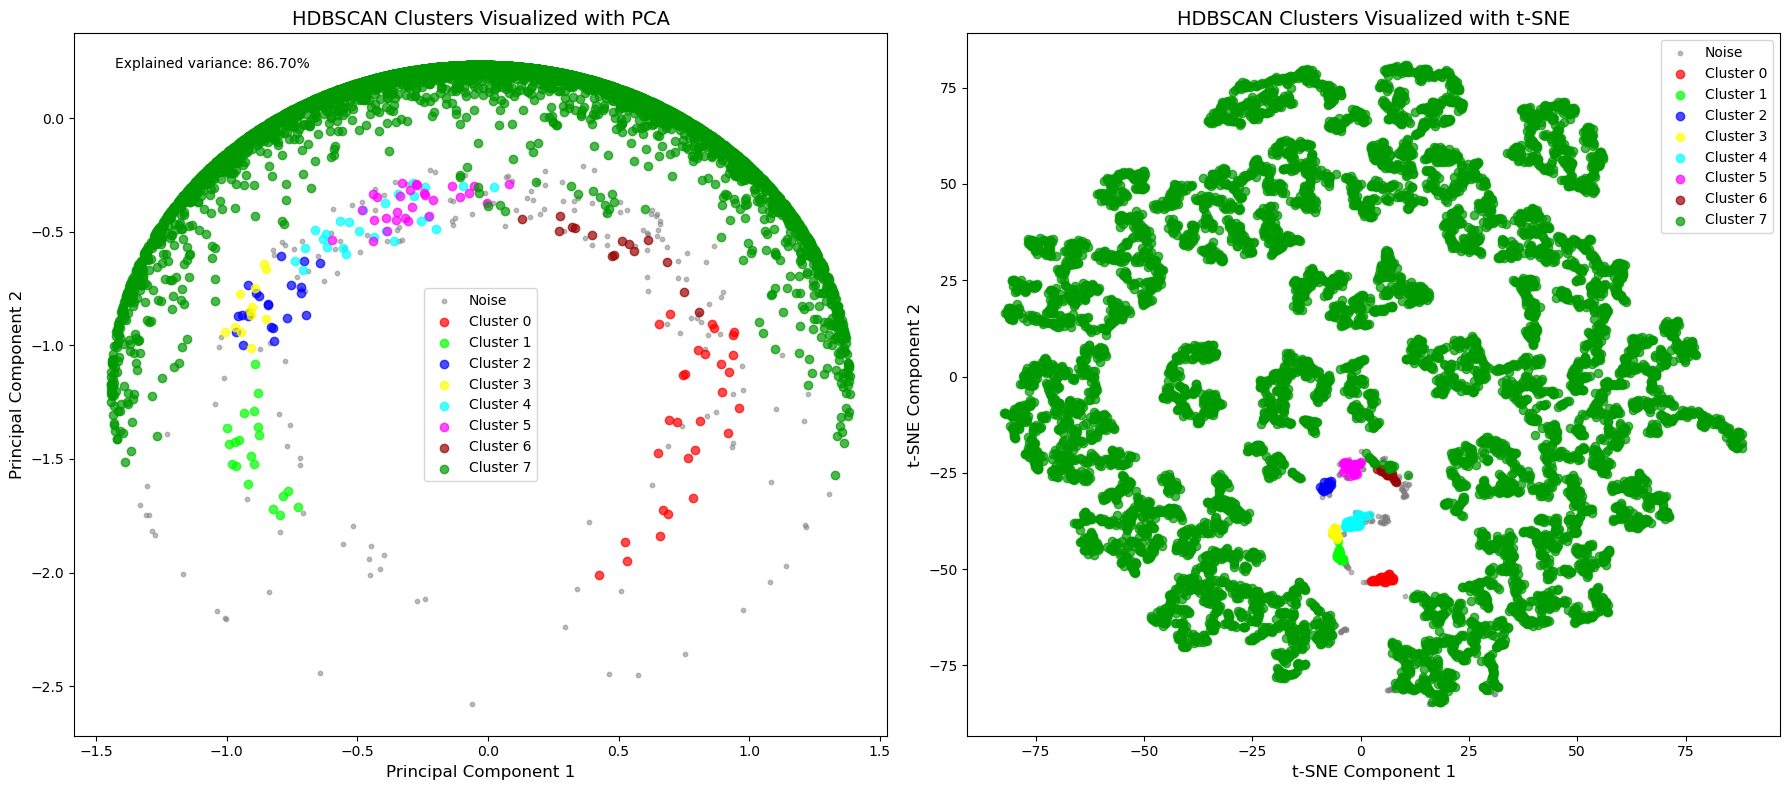 HDBSCAN Clusters Visualized with PCA
Explained variance: 86.70%
0.0
−0.5
−1.0
−1.5
−2.0
−2.5
Principal Component 2
Noise
Cluster 0
Cluster 1
Cluster 2
Cluster 3
Cluster 4
Cluster 5
Cluster 6
Cluster 7
−1.5 −1.0 −0.5 0.0 0.5 1.0 1.5
Principal Component 1
HDBSCAN Clusters Visualized with t-SNE
75
50
25
0
−25
−50
−75
t-SNE Component 2
Noise
Cluster 0
Cluster 1
Cluster 2
Cluster 3
Cluster 4
Cluster 5
Cluster 6
Cluster 7
−75 −50 −25 0 25 50 75
t-SNE Component 1